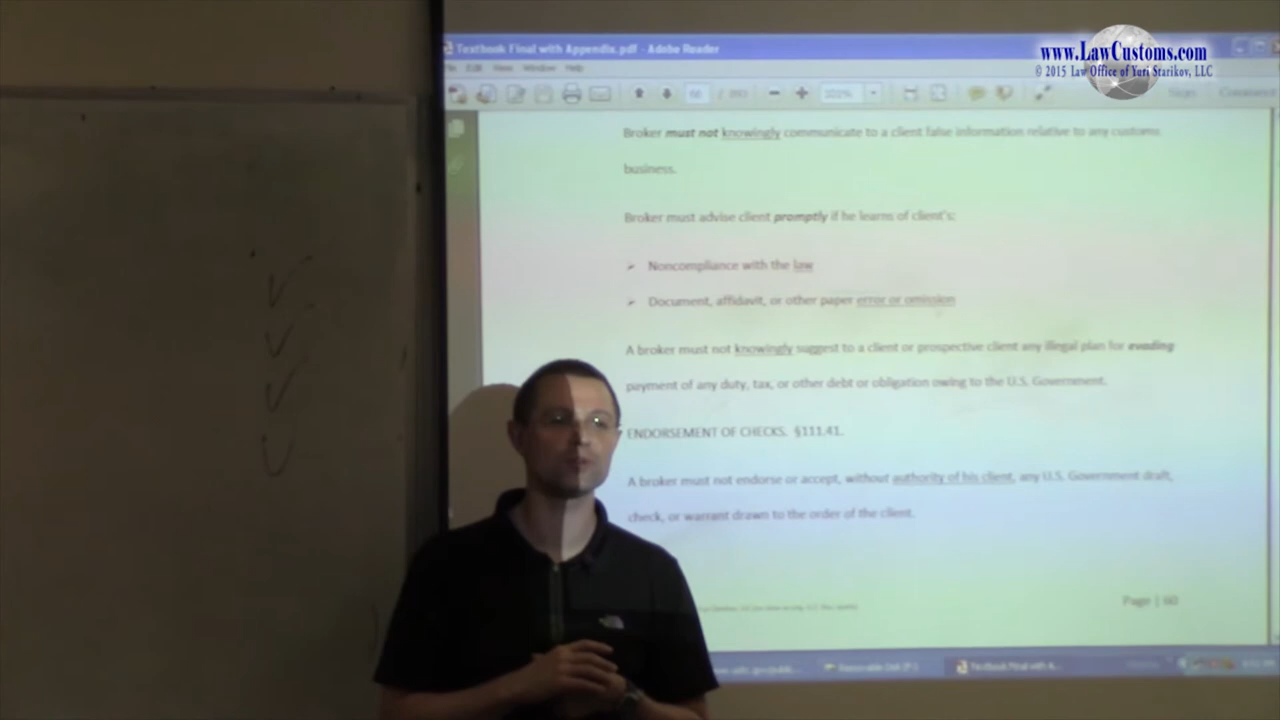 www.LawCustoms.com
© 2015 Law Office of Yuri Starikov, LLC
Textbook Final with Appendix.pdf - Adobe Reader
Edit View Window Help
Broker must not knowingly communicate to a client false information relative to any customs
business.
Broker must advise client promptly if he learns of client's:
➢ Noncompliance with the law
➢ Document, affidavit, or other paper error or omission
A broker must not knowingly suggest to a client or prospective client any illegal plan for evading
payment of any duty, tax, or other debt or obligation owing to the U.S. Government.
ENDORSEMENT OF CHECKS. §111.41.
A broker must not endorse or accept, without authority of his client, any U.S. Government draft,
check, or warrant drawn to the order of the client.
Page | 60
Removable Disk (F:)
Textbook Final with A...